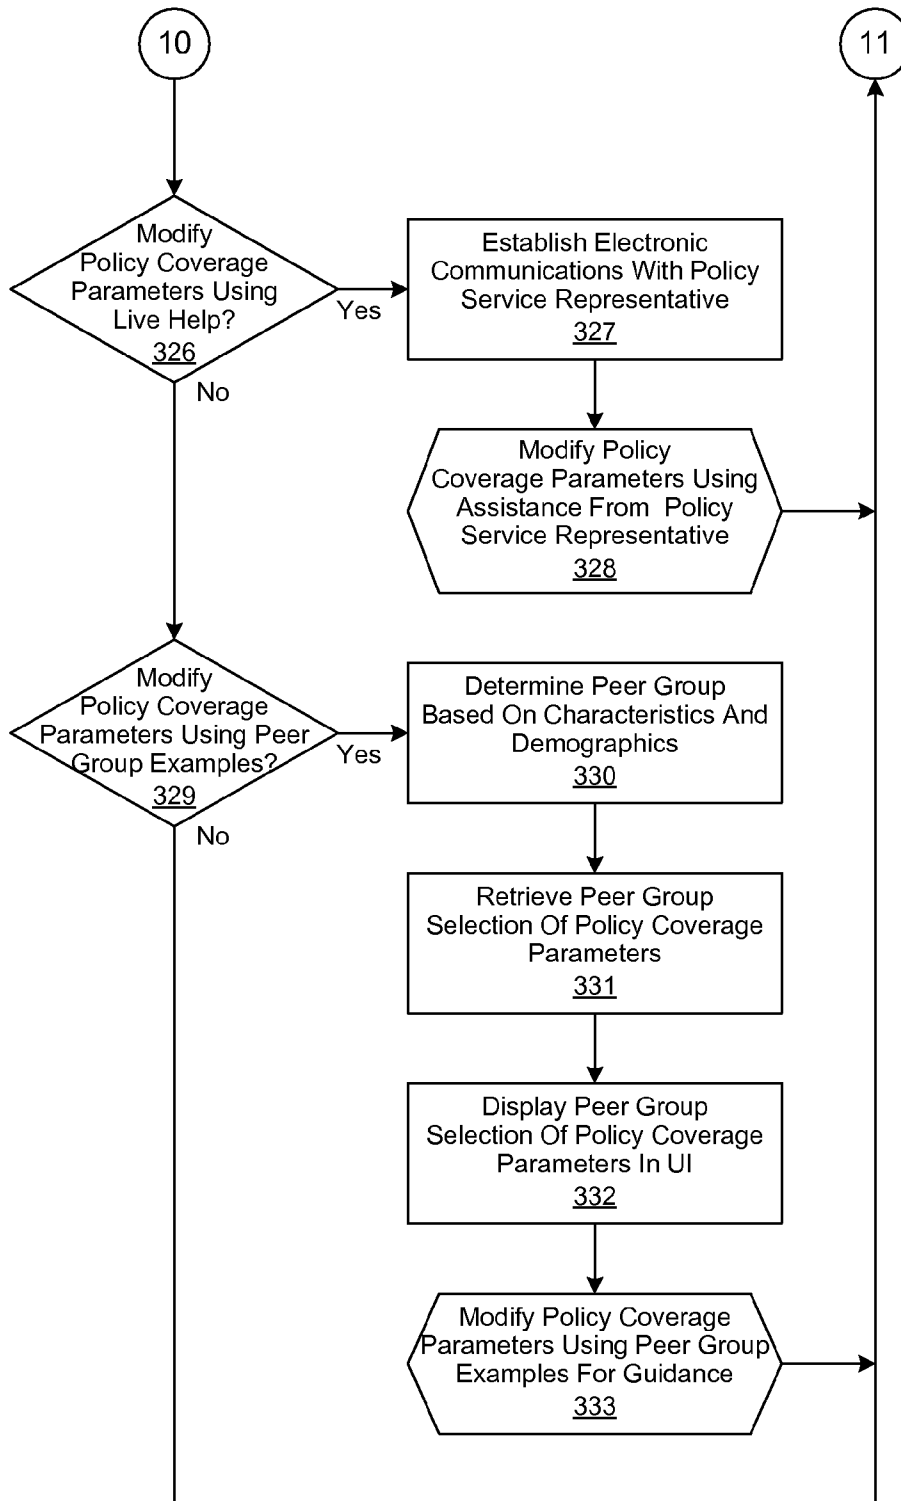 10
11
Modify
Policy Coverage
Parameters Using
Live Help?
326
Yes
No
Establish Electronic
Communications With Policy
Service Representative
327
Modify Policy
Coverage Parameters Using
Assistance From Policy
Service Representative
328
Modify
Policy Coverage
Parameters Using Peer
Group Examples?
329
Yes
No
Determine Peer Group
Based On Characteristics And
Demographics
330
Retrieve Peer Group
Selection Of Policy Coverage
Parameters
331
Display Peer Group
Selection Of Policy Coverage
Parameters In UI
332
Modify Policy Coverage
Parameters Using Peer Group
Examples For Guidance
333